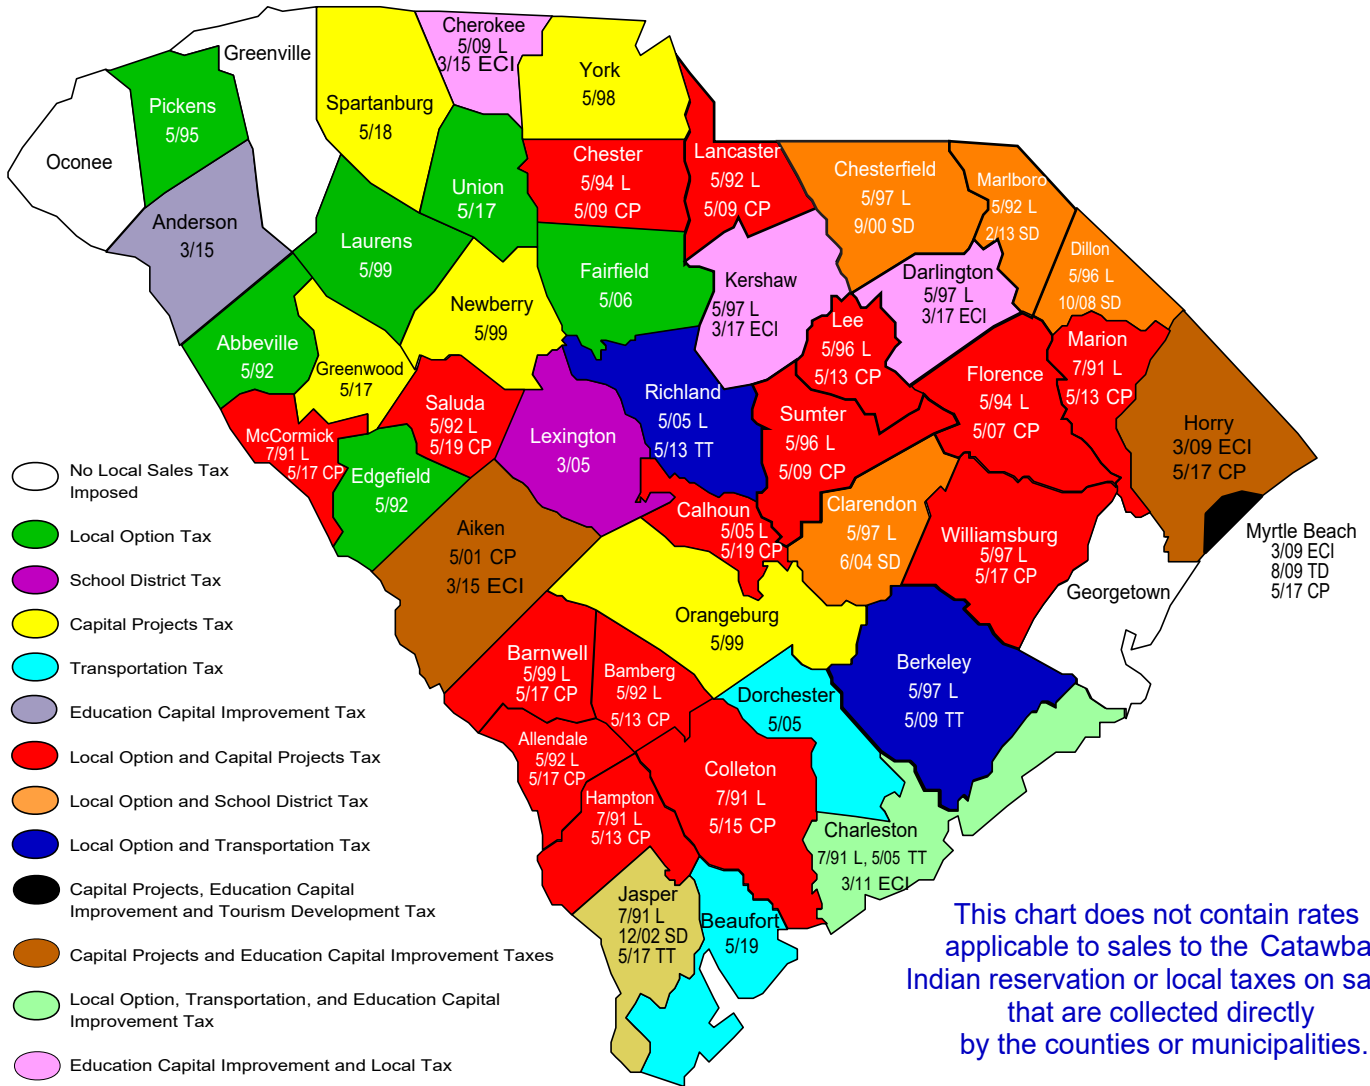 Cherokee
5/09 L
3/15 ECI
Greenville
York
5/98
Pickens
5/95
Spartanburg
5/18
Oconee
Chester
5/94 L
5/09 CP
Lancaster
5/92 L
5/09 CP
Chesterfield
5/97 L
9/00 SD
Marlboro
5/92 L
2/13 SD
Union
5/17
Anderson
3/15
Laurens
5/99
Fairfield
5/06
Kershaw
5/97 L
3/17 ECI
Darlington
5/97 L
3/17 ECI
Dillon
5/96 L
10/08 SD
Newberry
5/99
Lee
5/96 L
5/13 CP
Marion
7/91 L
5/13 CP
Abbeville
5/92
Greenwood
5/17
Florence
5/94 L
5/07 CP
Richland
5/05 L
5/13 TT
Saluda
5/92 L
5/19 CP
Sumter
5/96 L
5/09 CP
Horry
3/09 ECI
5/17 CP
McCormick
7/91 L
5/17 CP
Lexington
3/05
Edgefield
5/92
Calhoun
5/05 L
5/19 CP
Clarendon
5/97 L
6/04 SD
Williamsburg
5/97 L
5/17 CP
Aiken
5/01 CP
3/15 ECI
Myrtle Beach
3/09 ECI
8/09 TD
5/17 CP
Georgetown
Orangeburg
5/99
Barnwell
5/99 L
5/17 CP
Bamberg
5/92 L
5/13 CP
Dorchester
5/05
Berkeley
5/97 L
5/09 TT
Allendale
5/92 L
5/17 CP
Colleton
7/91 L
5/15 CP
Hampton
7/91 L
5/13 CP
Charleston
7/91 L, 5/05 TT
3/11 ECI
Jasper
7/91 L
12/02 SD
5/17 TT
Beaufort
5/19
No Local Sales Tax
Imposed
Local Option Tax
School District Tax
Capital Projects Tax
Transportation Tax
Education Capital Improvement Tax
Local Option and Capital Projects Tax
Local Option and School District Tax
Local Option and Transportation Tax
Capital Projects, Education Capital
Improvement and Tourism Development Tax
Capital Projects and Education Capital Improvement Taxes
Local Option, Transportation, and Education Capital
Improvement Tax
Education Capital Improvement and Local Tax
This chart does not contain rates
applicable to sales to the Catawba
Indian reservation or local taxes on sa
that are collected directly
by the counties or municipalities.